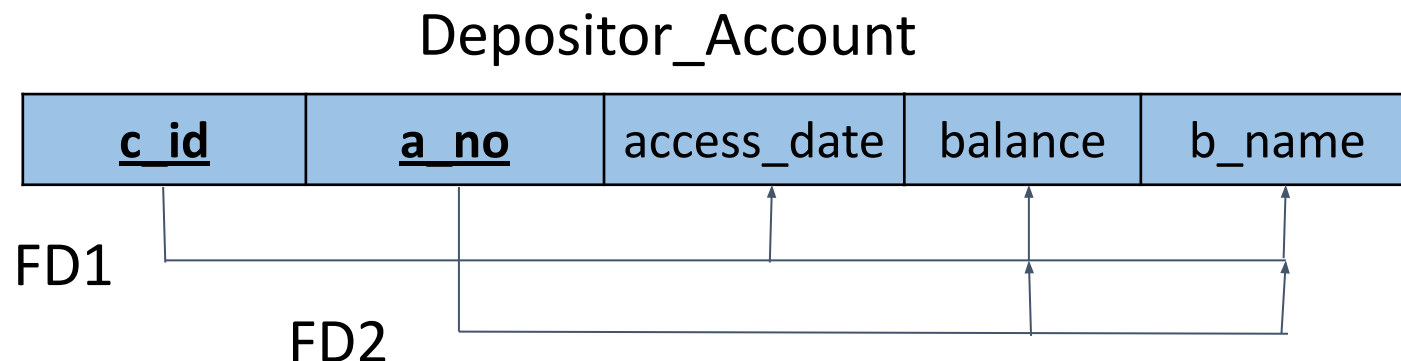 Depositor_Account
c_id a_no access_date balance b_name
FD1
FD2